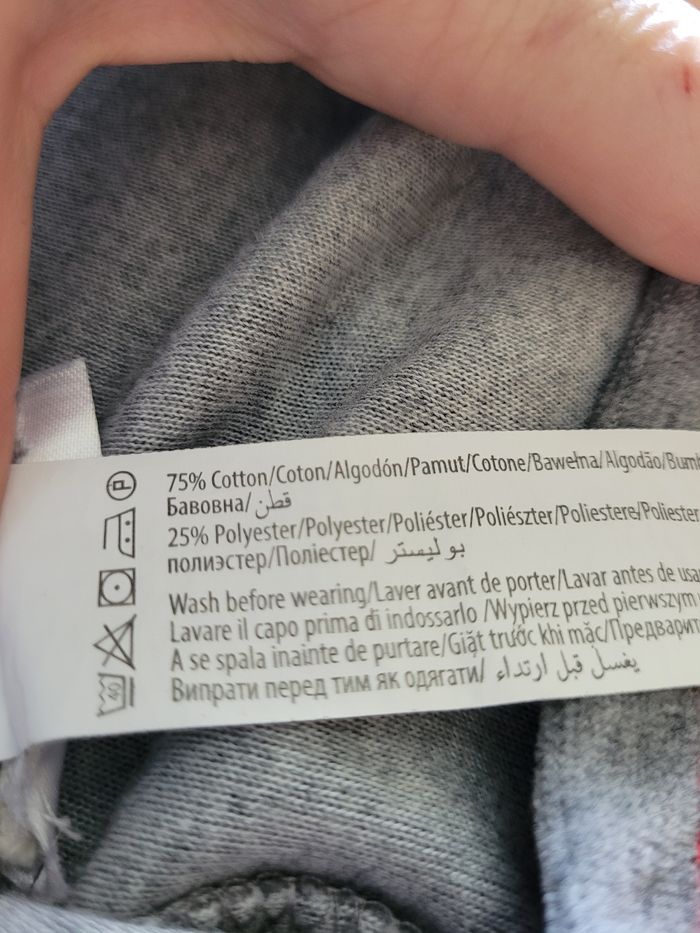 75% Cotton/Coton/Algodón/Pamut/Cotone/Bawełna/Algodão/
Бавовна/قطن
25% Polyester/Polyester/Poliéster/Poliészter/Poliestere/Poliester
полиэстер/Поліестер/ بوليستر
Wash before wearing/Laver avant de porter/Lavar antes de
Lavare il capo prima di indossarlo /Wypierz przed pierwszym
A se spala inainte de purtare/Giặt trước khi mặc/
Випрати перед тим як одягати/ يغسل قبل ارتداء
P